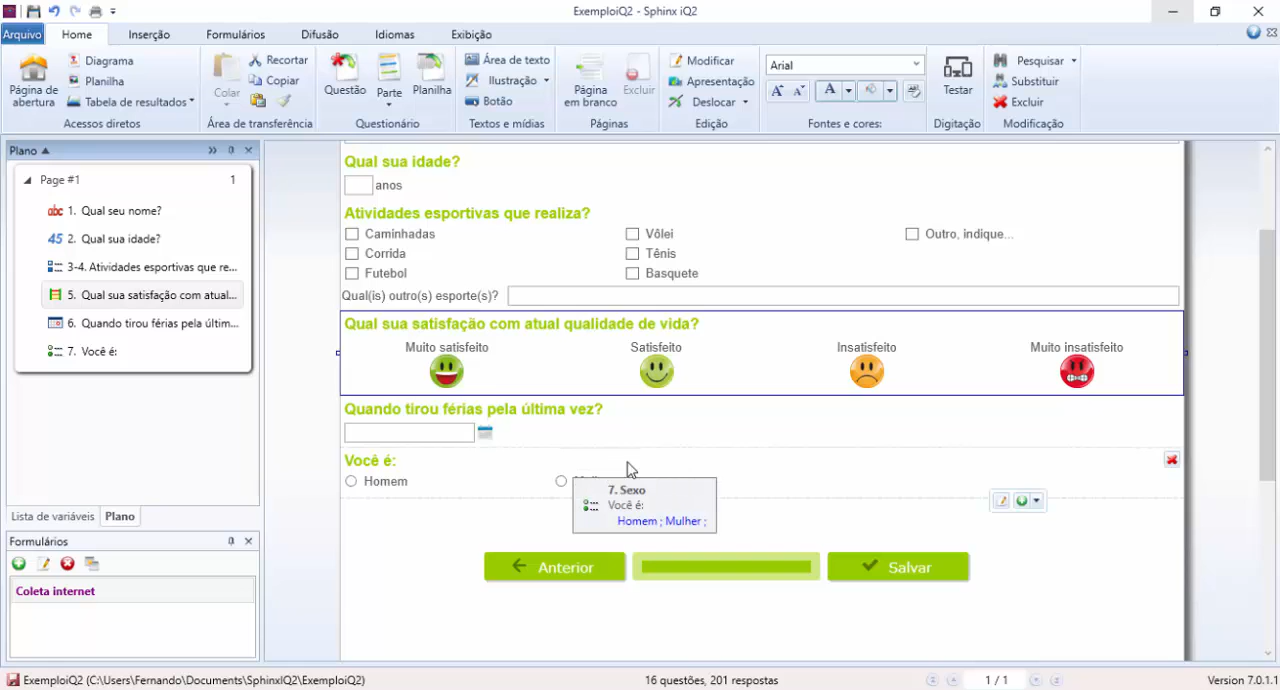 ExemploiQ2 - Sphinx iQ2
Arquivo Home Inserção Formulários Difusão Idiomas Exibição
Página de abertura
Diagrama
Planilha
Tabela de resultados
Acessos diretos
Colar
Recortar
Copiar
Área de transferência
Questão
Parte
Planilha
Questionário
Área de texto
Ilustração
Botão
Textos e mídias
Página em branco
Excluir
Páginas
Modificar
Apresentação
Deslocar
Edição
Arial
A A A
Fontes e cores:
Testar
Digitação
Pesquisar
Substituir
Excluir
Modificação
Plano
Page #1 1
abc 1. Qual seu nome?
45 2. Qual sua idade?
3-4. Atividades esportivas que re...
5. Qual sua satisfação com atual...
6. Quando tirou férias pela últim...
7. Você é:
Lista de variáveis Plano
Formulários
Coleta internet
Qual sua idade?
anos
Atividades esportivas que realiza?
Caminhadas Vôlei Outro, indique...
Corrida Tênis
Futebol Basquete
Qual(is) outro(s) esporte(s)?
Qual sua satisfação com atual qualidade de vida?
Muito satisfeito Satisfeito Insatisfeito Muito insatisfeito
Quando tirou férias pela última vez?
Você é:
Homem
7. Sexo
Você é:
Homem ; Mulher ;
Anterior Salvar
ExemploiQ2 (C:\Users\Fernando\Documents\SphinxIQ2\ExemploiQ2) 16 questões, 201 respostas 1 / 1 Version 7.0.1.1